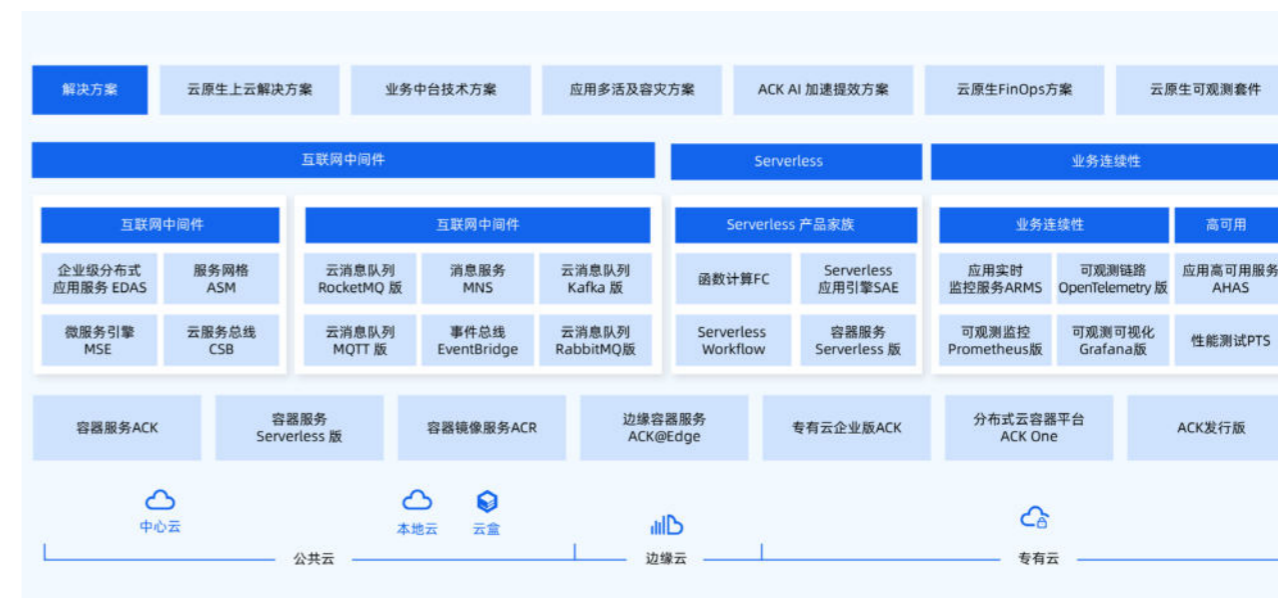 解决方案
云原生上云解决方案
业务中台技术方案
应用多活及容灾方案
ACK AI 加速提效方案
云原生FinOps方案
云原生可观测套件
互联网中间件
Serverless
业务连续性
互联网中间件
互联网中间件
Serverless 产品家族
业务连续性
高可用
企业级分布式
应用服务 EDAS
服务网格
ASM
云消息队列
RocketMQ 版
消息服务
MNS
云消息队列
Kafka 版
函数计算FC
Serverless
应用引擎SAE
应用实时
监控服务ARMS
可观测链路
OpenTelemetry 版
应用高可用服务
AHAS
微服务引擎
MSE
云服务总线
CSB
云消息队列
MQTT 版
事件总线
EventBridge
云消息队列
RabbitMQ版
Serverless
Workflow
容器服务
Serverless 版
可观测监控
Prometheus版
可观测可视化
Grafana版
性能测试PTS
容器服务ACK
容器服务
Serverless 版
容器镜像服务ACR
边缘容器服务
ACK@Edge
专有云企业版ACK
分布式云容器平台
ACK One
ACK发行版
中心云
本地云
云盒
公共云
边缘云
专有云